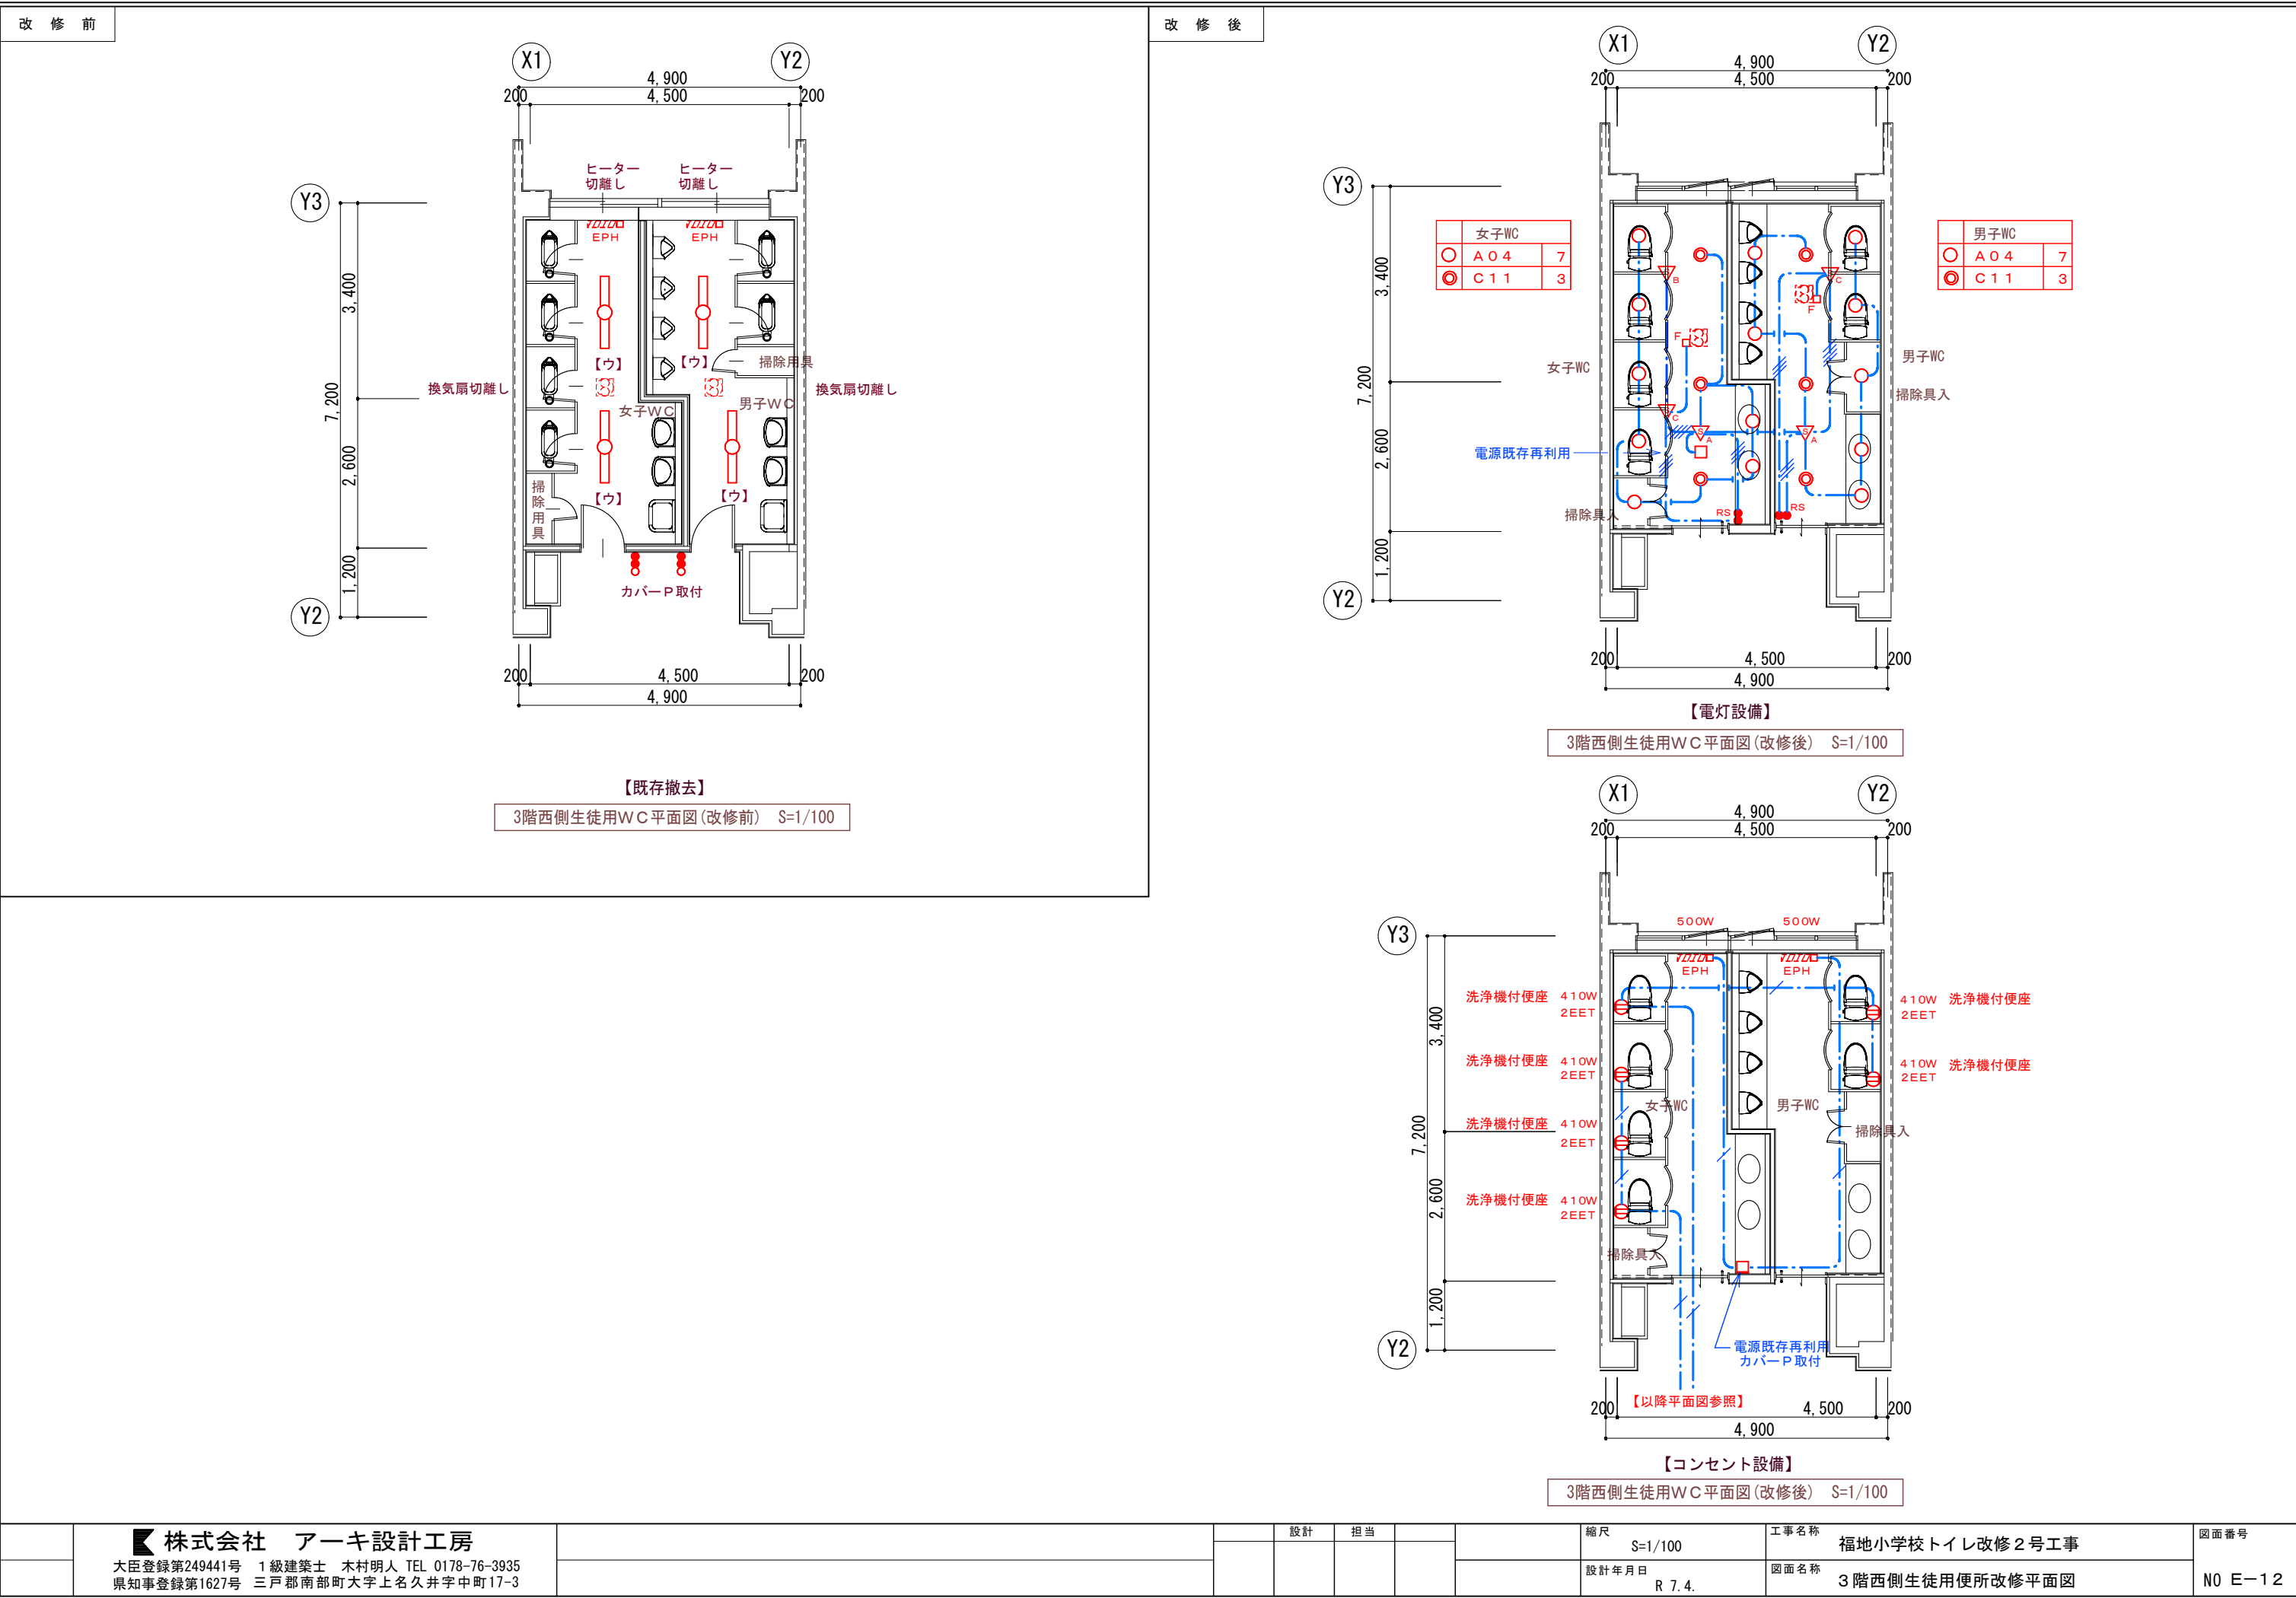 改 修 前
X1
Y2
4,900
200
4,500
200
ヒーター
切離し
ヒーター
切離し
Y3
EPH
EPH
3,400
7,200
2,600
1,200
【ウ】
【ウ】
掃除用具
換気扇切離し
換気扇切離し
女子WC
男子WC
掃除用具
【ウ】
【ウ】
カバーP取付
Y2
200
4,500
200
4,900
【既存撤去】
3階西側生徒用WC平面図(改修前) S=1/100
改 修 後
X1
Y2
4,900
200
4,500
200
Y3
女子WC
A04 7
C11 3
男子WC
A04 7
C11 3
3,400
7,200
2,600
1,200
S
B
S
C
F
F
女子WC
男子WC
掃除具入
S
C
S
A
S
A
電源既存再利用
RS
RS
掃除具入
Y2
200
4,500
200
4,900
【電灯設備】
3階西側生徒用WC平面図(改修後) S=1/100
X1
Y2
4,900
200
4,500
200
500W
500W
Y3
EPH
EPH
洗浄機付便座 410W
2EET
410W 洗浄機付便座
2EET
3,400
洗浄機付便座 410W
2EET
410W 洗浄機付便座
2EET
女子WC
男子WC
7,200
洗浄機付便座 410W
2EET
掃除具入
2,600
洗浄機付便座 410W
2EET
掃除具入
1,200
Y2
電源既存再利用
カバーP取付
【以降平面図参照】
200
4,500
200
4,900
【コンセント設備】
3階西側生徒用WC平面図(改修後) S=1/100
株式会社 アーキ設計工房
大臣登録第249441号 1級建築士 木村明人 TEL 0178-76-3935
県知事登録第1627号 三戸郡南部町大字上名久井字中町17-3
設計
担当
縮尺
S=1/100
設計年月日
R 7.4.
工事名称
福地小学校トイレ改修2号工事
図面名称
3階西側生徒用便所改修平面図
図面番号
NO E-12